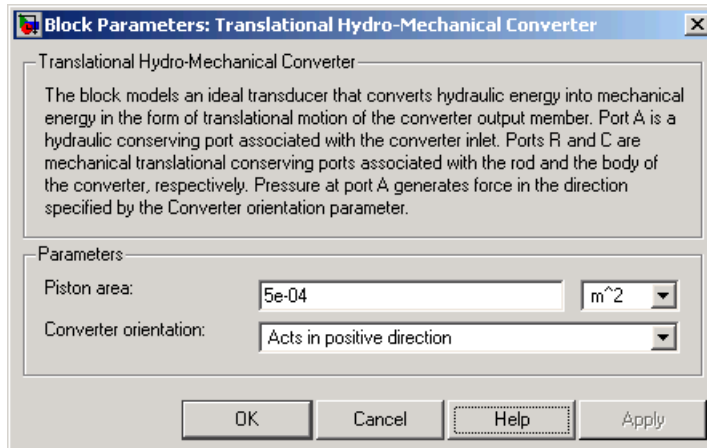 Block Parameters: Translational Hydro-Mechanical Converter
Translational Hydro-Mechanical Converter
The block models an ideal transducer that converts hydraulic energy into mechanical
energy in the form of translational motion of the converter output member. Port A is a
hydraulic conserving port associated with the converter inlet. Ports R and C are
mechanical translational conserving ports associated with the rod and the body of
the converter, respectively. Pressure at port A generates force in the direction
specified by the Converter orientation parameter.
Parameters
Piston area: 5e-04 m^2
Converter orientation: Acts in positive direction
OK Cancel Help Apply